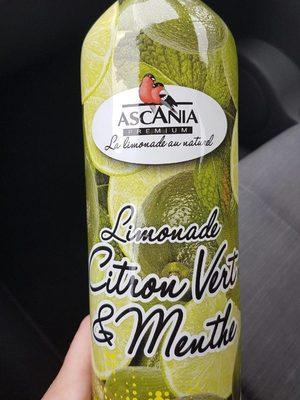 ASCANIA
PREMIUM
La limonade au naturel
Limonade
Citron Vert
& Menthe